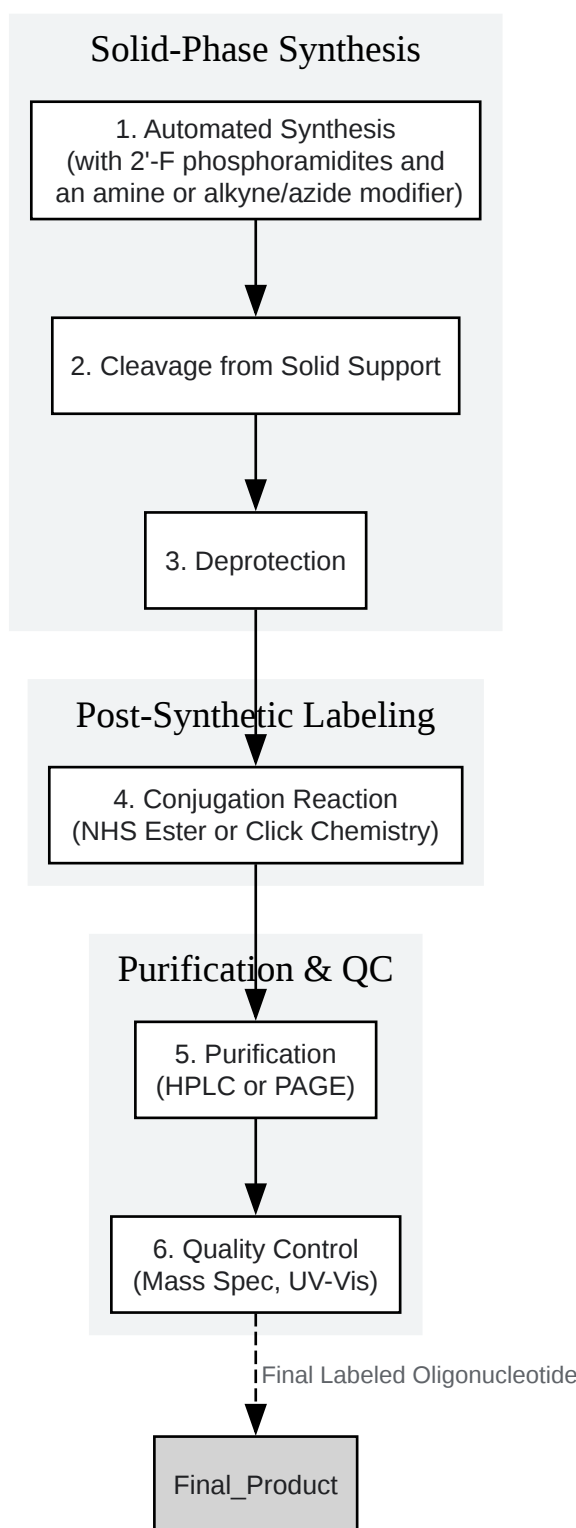 Solid-Phase Synthesis
1. Automated Synthesis
(with 2'-F phosphoramidites and
an amine or alkyne/azide modifier)
2. Cleavage from Solid Support
3. Deprotection
Post-Synthetic Labeling
4. Conjugation Reaction
(NHS Ester or Click Chemistry)
Purification & QC
5. Purification
(HPLC or PAGE)
6. Quality Control
(Mass Spec, UV-Vis)
Final Labeled Oligonucleotide
Final_Product